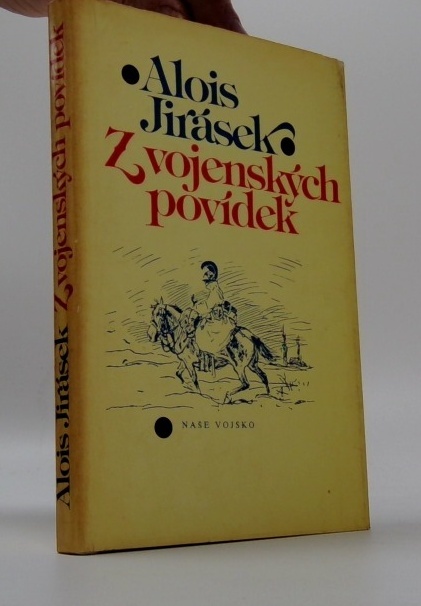 Alois
Jirásek
Z vojenských
povídek
NAŠE VOJSKO
Alois Jirásek Z vojenských povídek